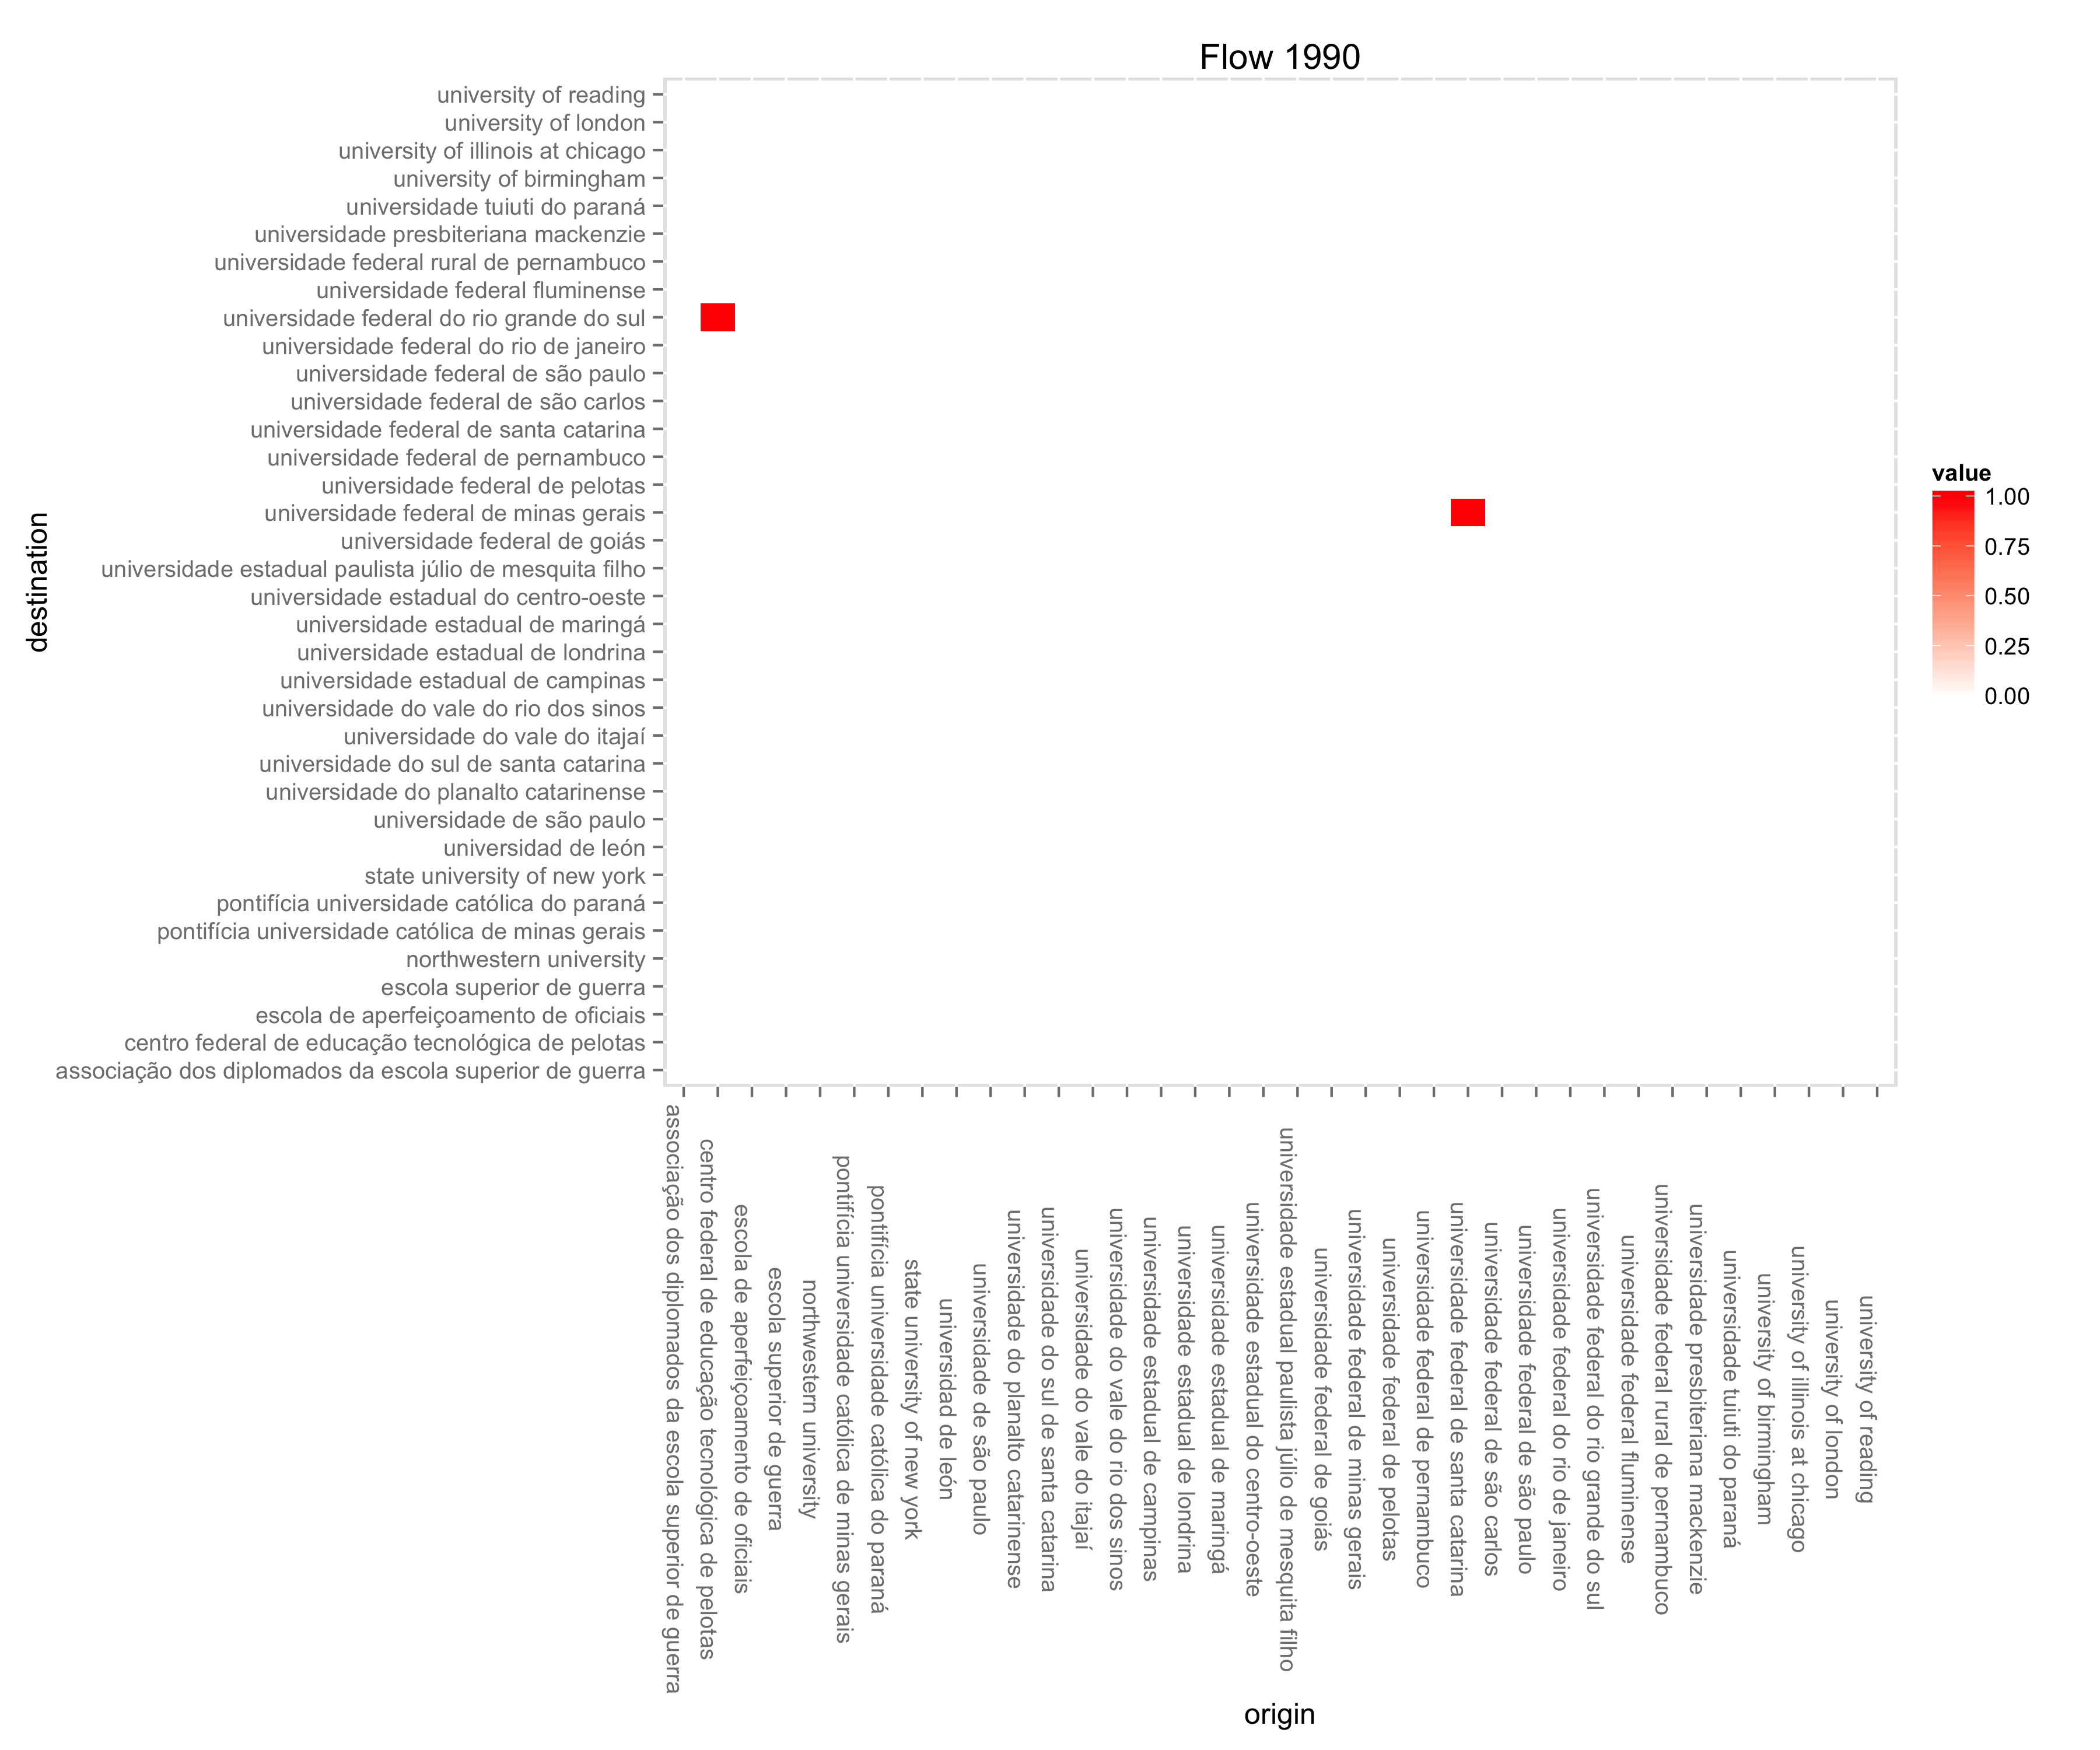 Flow 1990
university of reading
university of london
university of illinois at chicago
university of birmingham
universidade tuiuti do paraná
universidade presbiteriana mackenzie
universidade federal rural de pernambuco
universidade federal fluminense
universidade federal do rio grande do sul
universidade federal do rio de janeiro
universidade federal de são paulo
universidade federal de são carlos
universidade federal de santa catarina
universidade federal de pernambuco
universidade federal de pelotas
universidade federal de minas gerais
universidade federal de goiás
universidade estadual paulista júlio de mesquita filho
universidade estadual do centro-oeste
universidade estadual de maringá
universidade estadual de londrina
universidade estadual de campinas
universidade do vale do rio dos sinos
universidade do vale do itajaí
universidade do sul de santa catarina
universidade do planalto catarinense
universidade de são paulo
universidad de león
state university of new york
pontifícia universidade católica do paraná
pontifícia universidade católica de minas gerais
northwestern university
escola superior de guerra
escola de aperfeiçoamento de oficiais
centro federal de educação tecnológica de pelotas
associação dos diplomados da escola superior de guerra
destination
value
1.00
0.75
0.50
0.25
0.00
associação dos diplomados da escola superior de guerra
centro federal de educação tecnológica de pelotas
escola de aperfeiçoamento de oficiais
escola superior de guerra
northwestern university
pontifícia universidade católica de minas gerais
pontifícia universidade católica do paraná
state university of new york
universidad de león
universidade de são paulo
universidade do planalto catarinense
universidade do sul de santa catarina
universidade do vale do itajaí
universidade do vale do rio dos sinos
universidade estadual de campinas
universidade estadual de londrina
universidade estadual de maringá
universidade estadual do centro-oeste
universidade estadual paulista júlio de mesquita filho
universidade federal de goiás
universidade federal de minas gerais
universidade federal de pelotas
universidade federal de pernambuco
universidade federal de santa catarina
universidade federal de são carlos
universidade federal de são paulo
universidade federal do rio de janeiro
universidade federal do rio grande do sul
universidade federal fluminense
universidade federal rural de pernambuco
universidade presbiteriana mackenzie
universidade tuiuti do paraná
university of birmingham
university of illinois at chicago
university of london
university of reading
origin